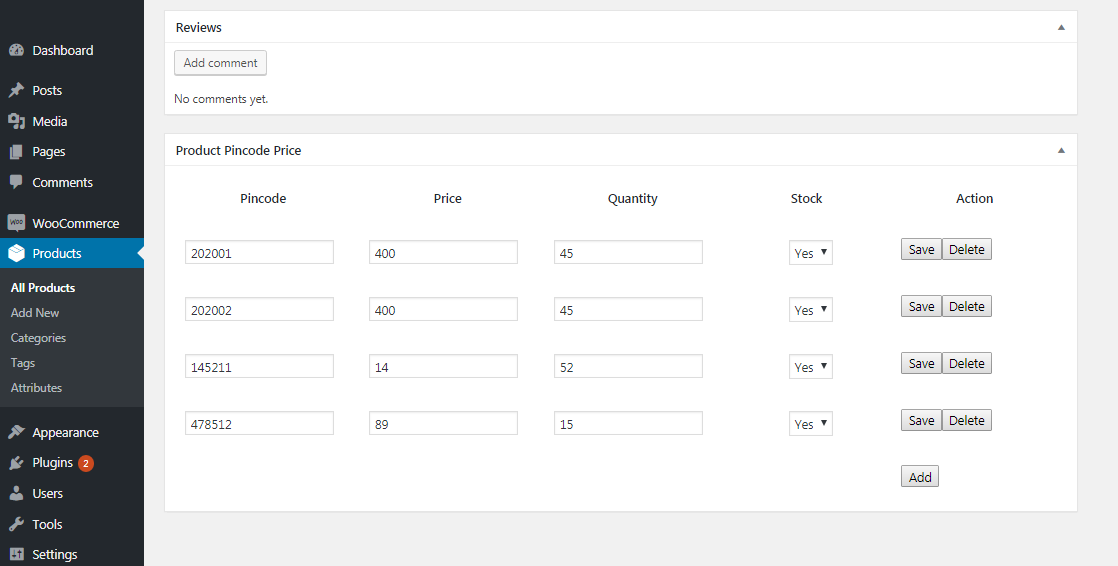 Dashboard
Posts
Media
Pages
Comments
Woo WooCommerce
Products
All Products
Add New
Categories
Tags
Attributes
Appearance
Plugins 2
Users
Tools
Settings
Reviews
Add comment
No comments yet.
Product Pincode Price
Pincode Price Quantity Stock Action
202001 400 45 Yes Save Delete
202002 400 45 Yes Save Delete
145211 14 52 Yes Save Delete
478512 89 15 Yes Save Delete
Add